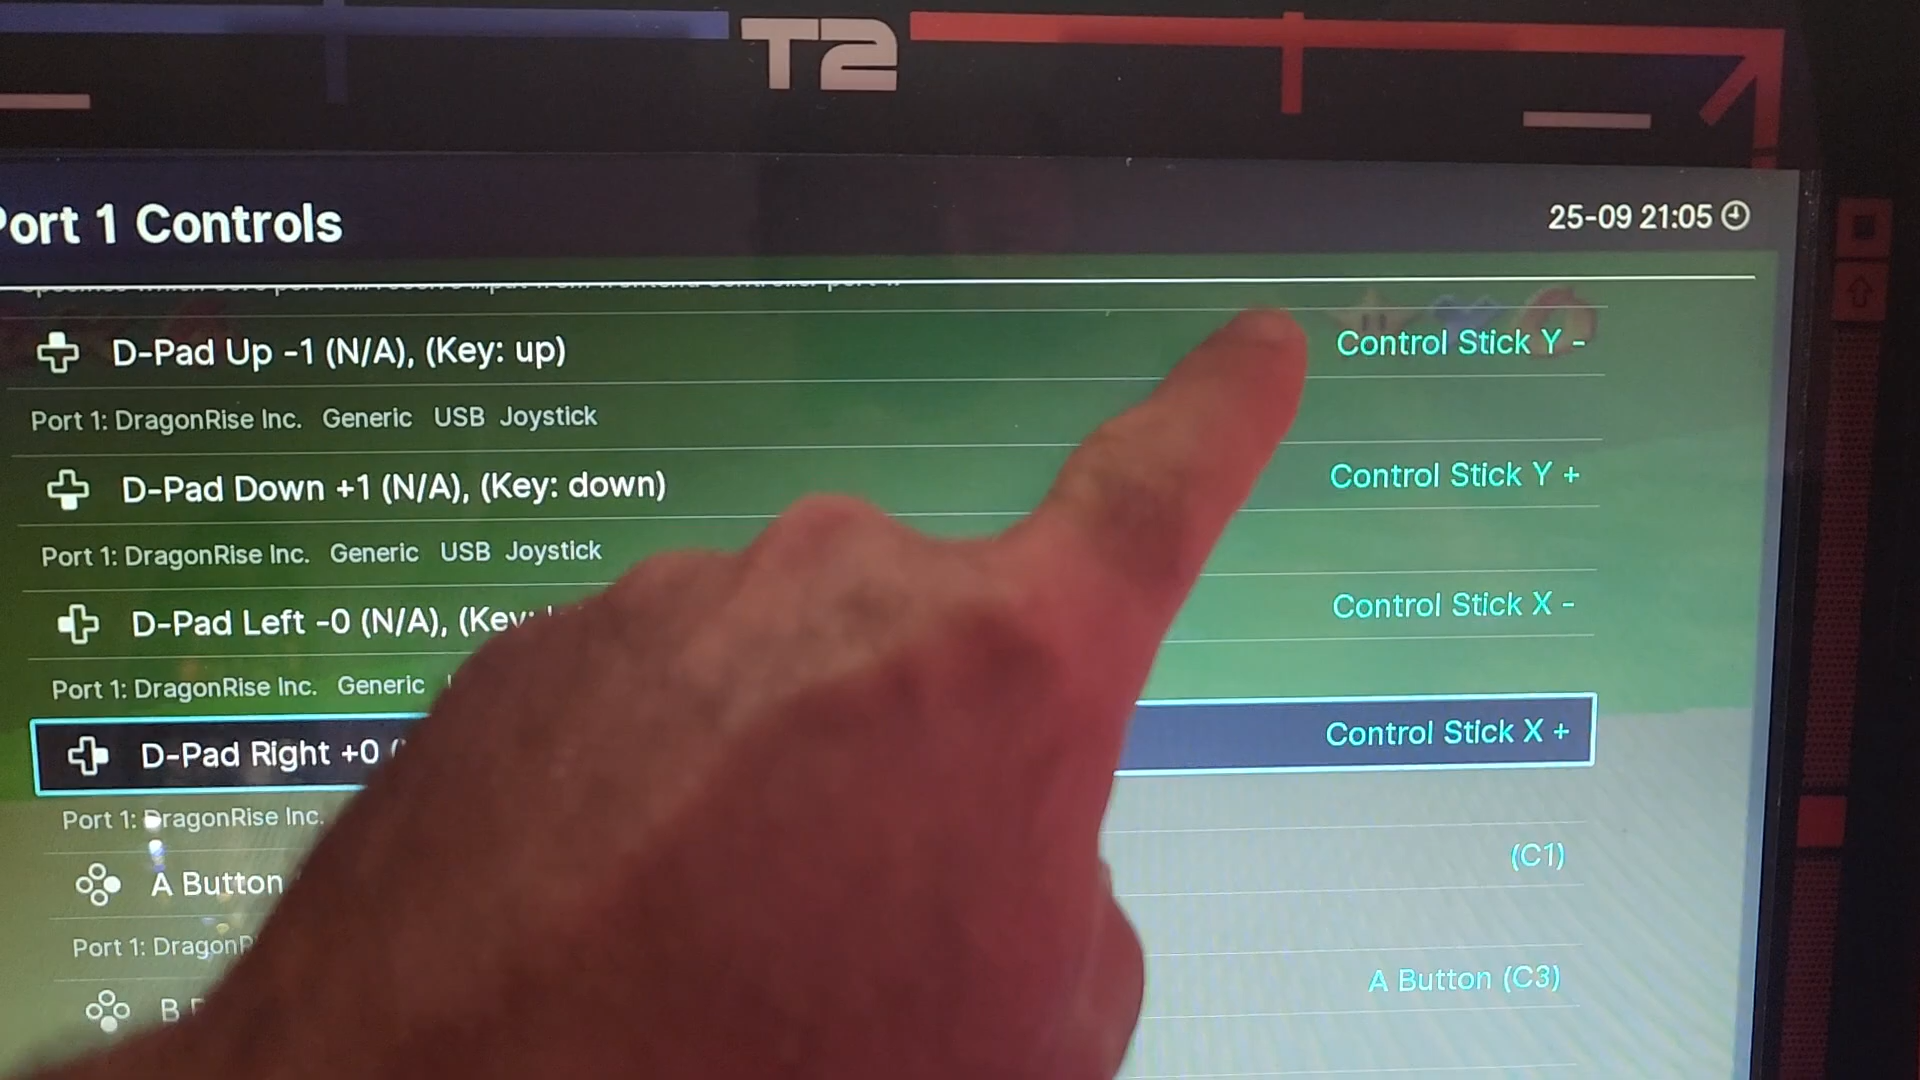 T2
Port 1 Controls
25-09 21:05
D-Pad Up -1 (N/A), (Key: up)
Control Stick Y -
Port 1: DragonRise Inc. Generic USB Joystick
D-Pad Down +1 (N/A), (Key: down)
Control Stick Y +
Port 1: DragonRise Inc. Generic USB Joystick
D-Pad Left -0 (N/A), (Key:
Control Stick X -
Port 1: DragonRise Inc. Generic
D-Pad Right +0 (
Control Stick X +
Port 1: DragonRise Inc.
A Button
(C1)
Port 1:
B
A Button (C3)